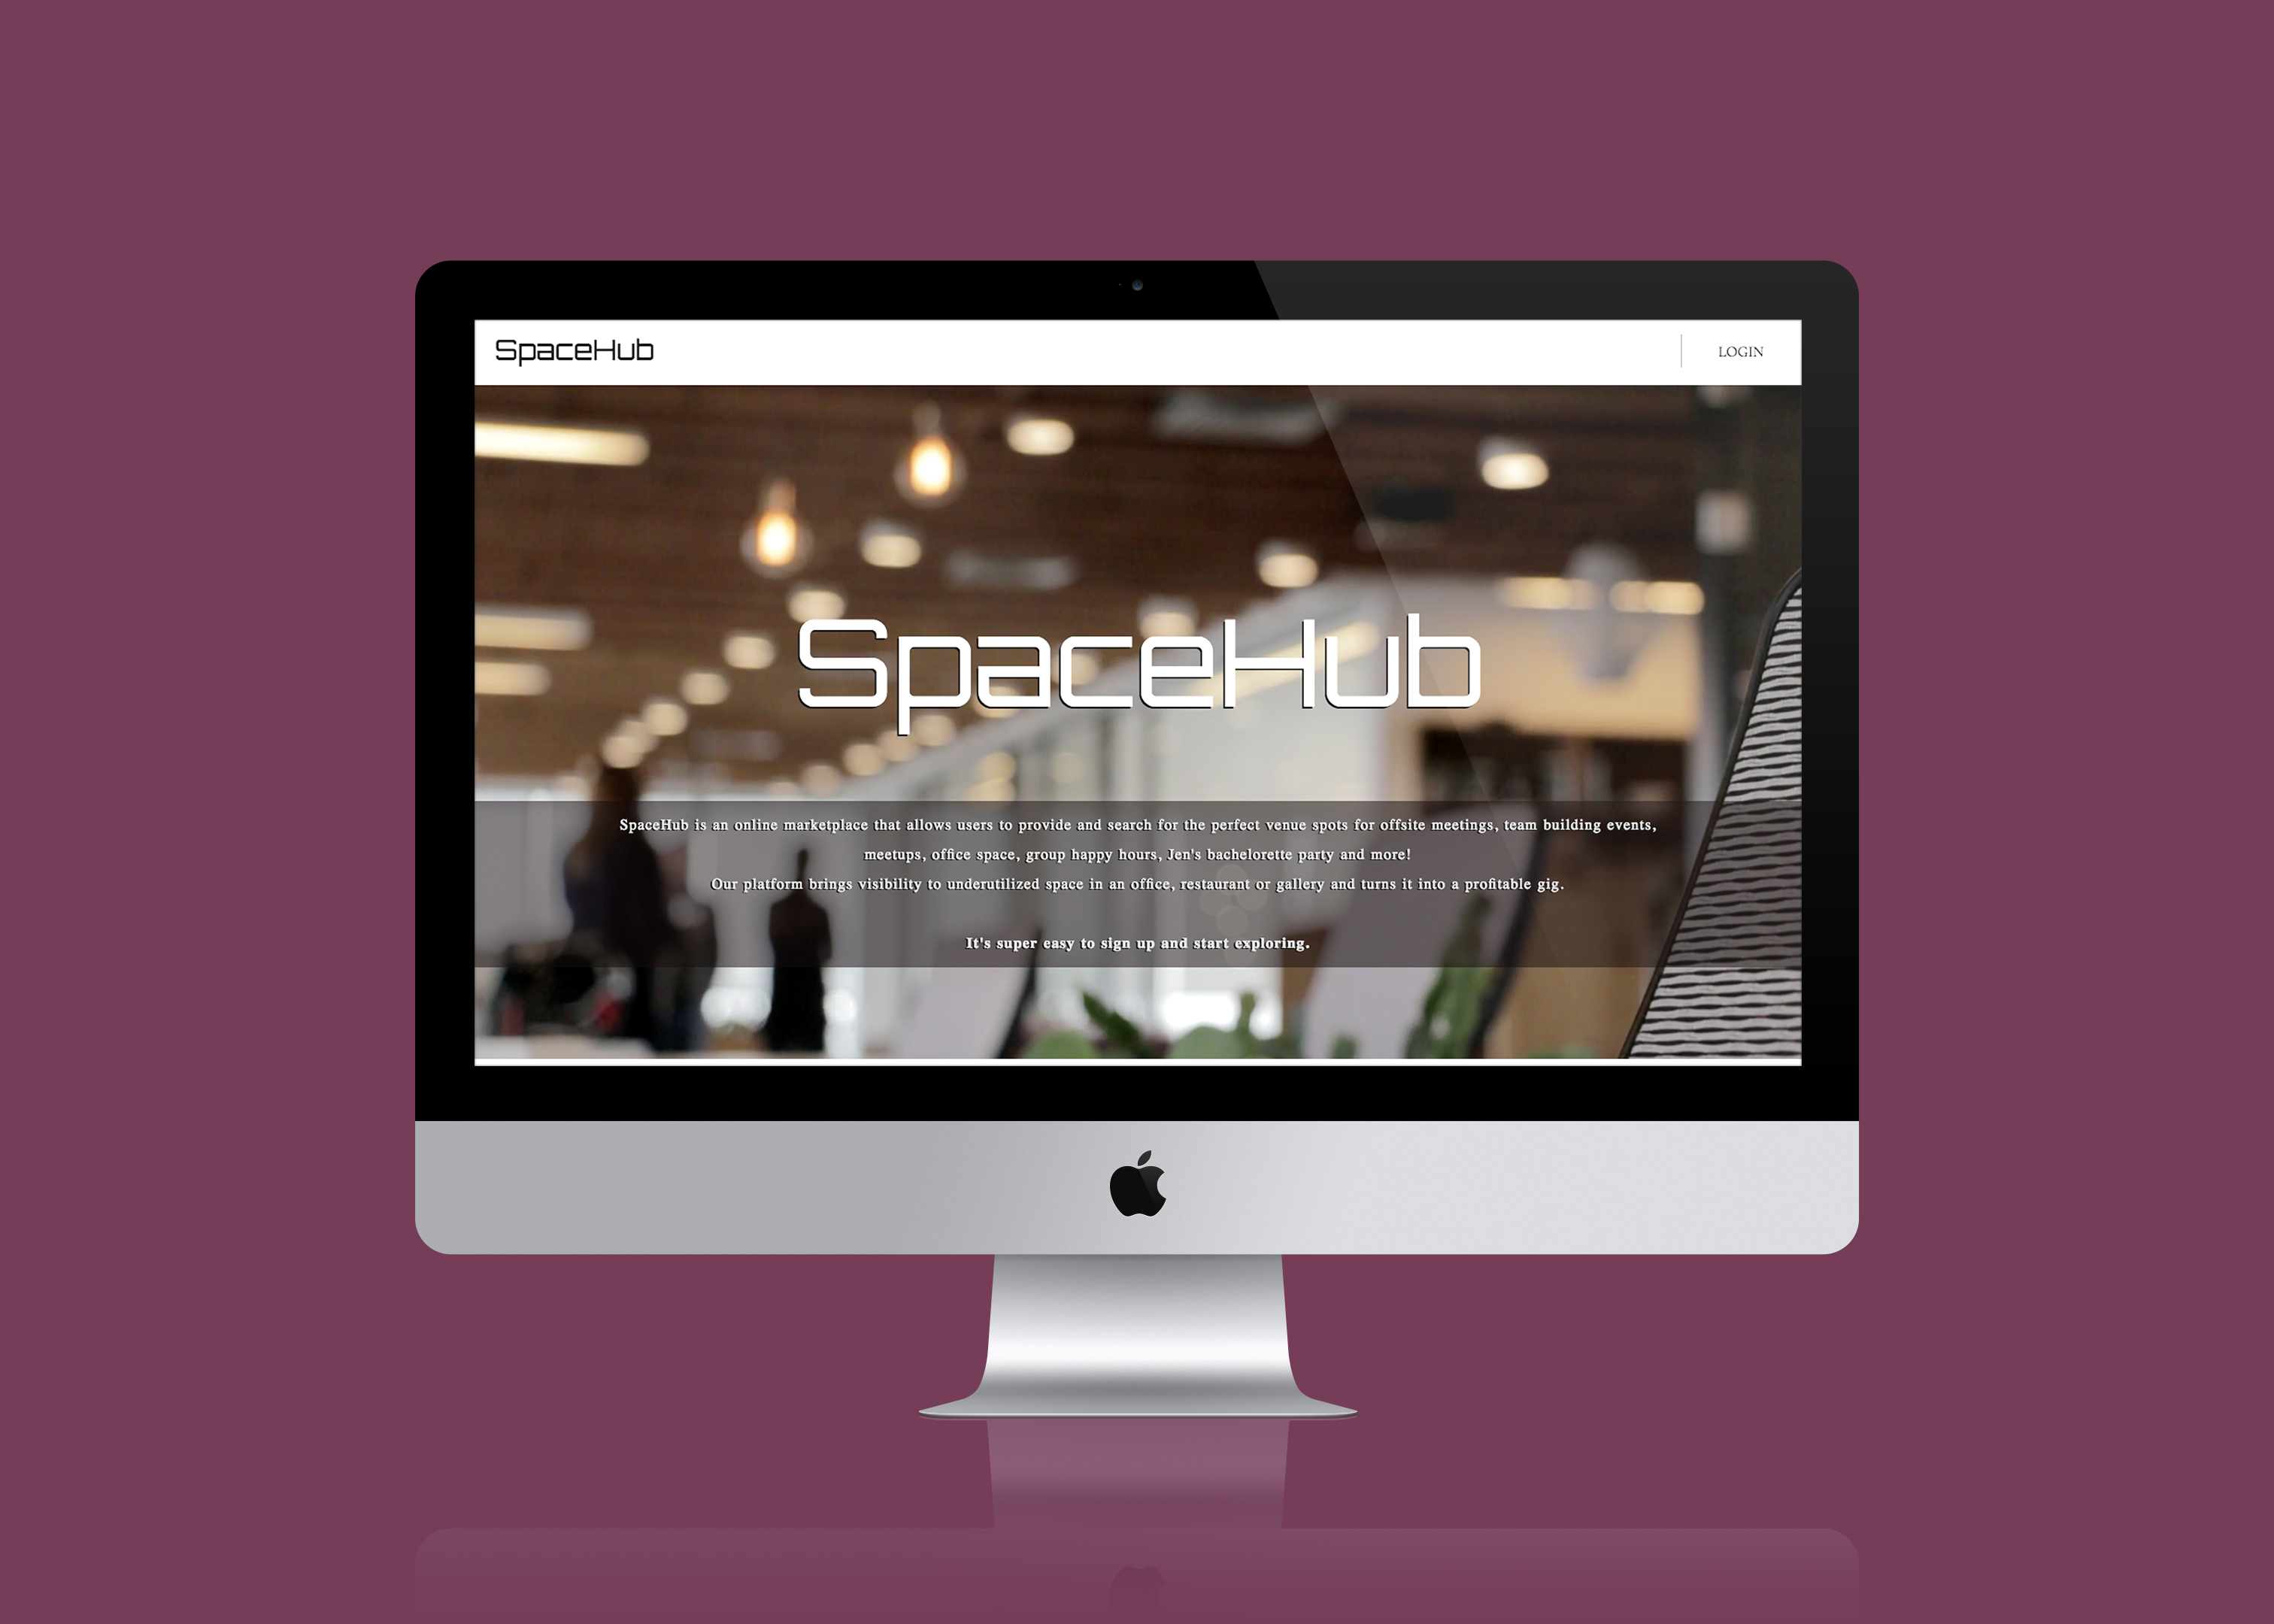 SpaceHub
LOGIN
SpaceHub
SpaceHub is an online marketplace that allows users to provide and search for the perfect venue spots for offsite meetings, team building events,
meetups, office space, group happy hours, Jen's bachelorette party and more!
Our platform brings visibility to underutilized space in an office, restaurant or gallery and turns it into a profitable gig.
It's super easy to sign up and start exploring.